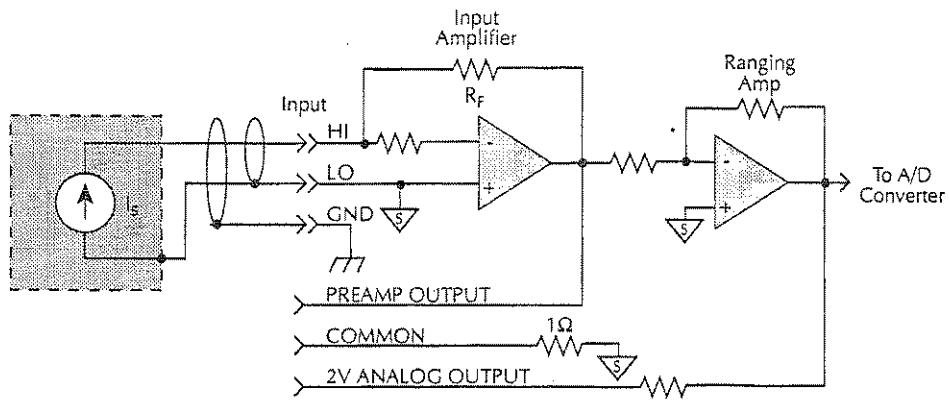 Input
Amplifier
Ranging
Amp
Input
R_F
HI
-
LO
+
S
GND
I_S
-
+
S
To A/D
Converter
PREAMP OUTPUT
COMMON
1Ω
S
2V ANALOG OUTPUT